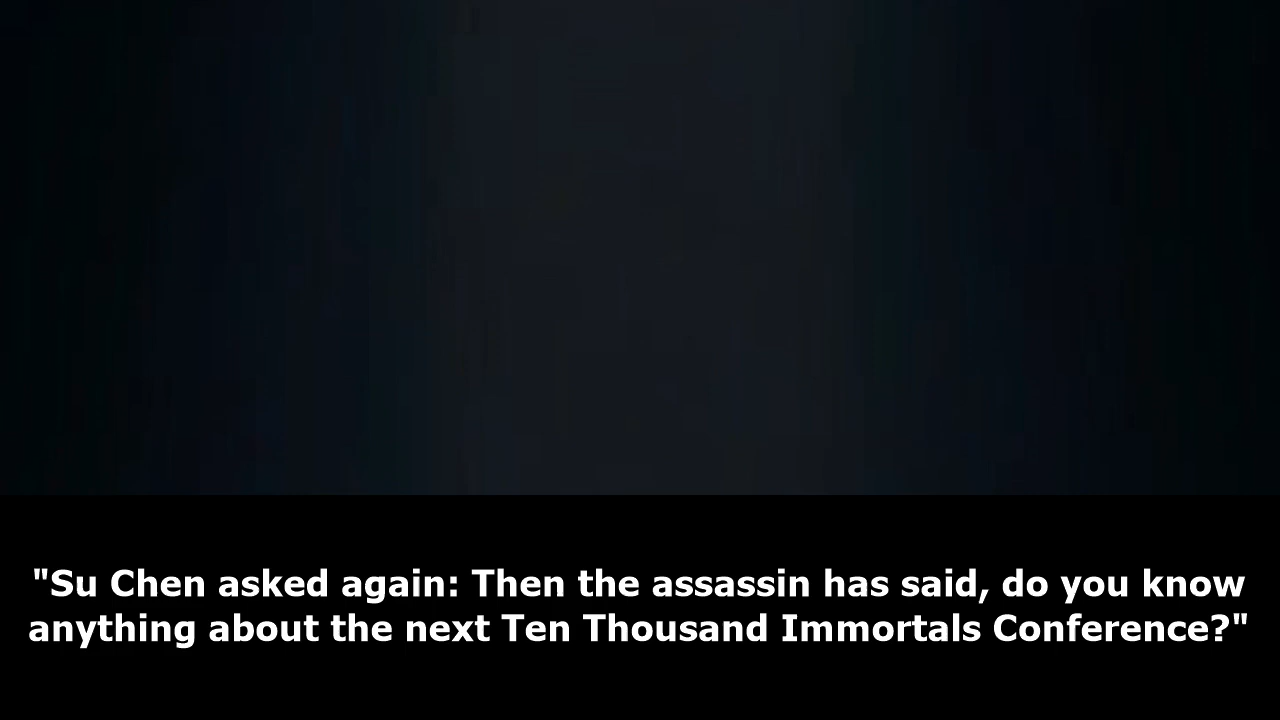 "Su Chen asked again: Then the assassin has said, do you know
anything about the next Ten Thousand Immortals Conference?"